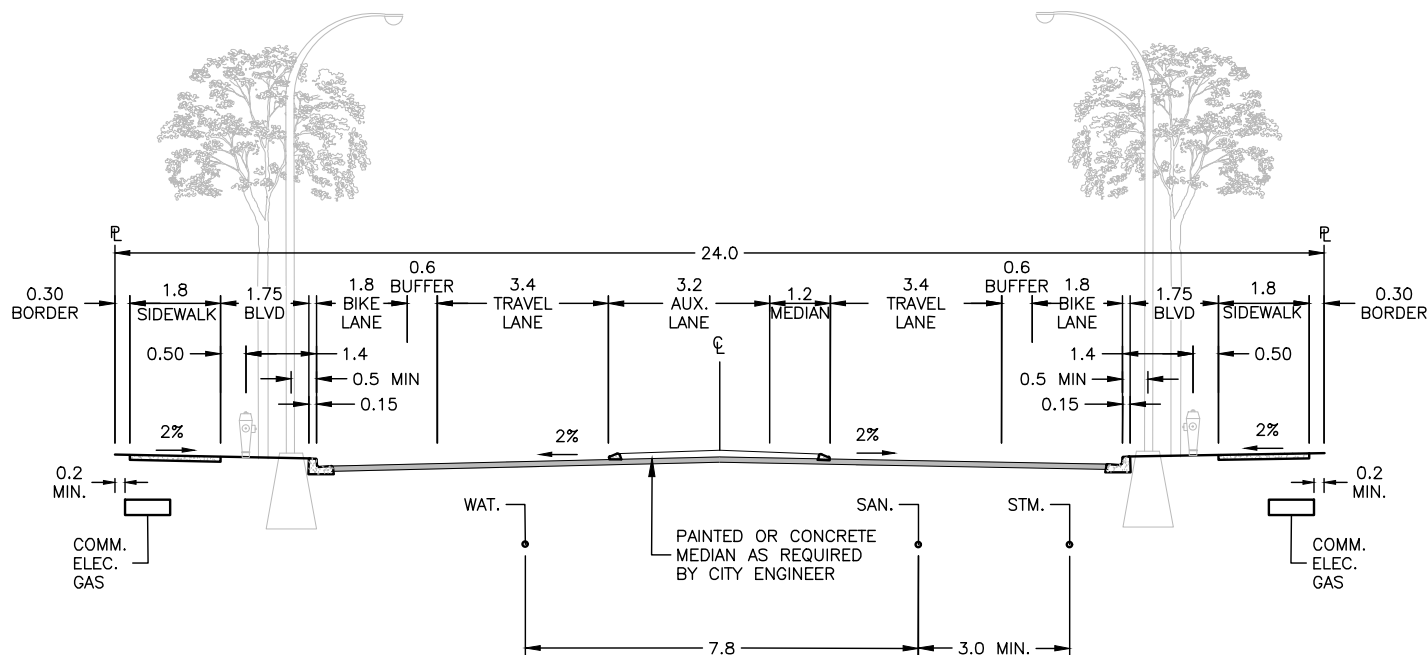 ℄
24.0
℄
0.30
BORDER
1.8
SIDEWALK
1.75
BLVD
1.8
BIKE
LANE
0.6
BUFFER
3.4
TRAVEL
LANE
3.2
AUX.
LANE
1.2
MEDIAN
3.4
TRAVEL
LANE
0.6
BUFFER
1.8
BIKE
LANE
1.75
BLVD
1.8
SIDEWALK
0.30
BORDER
0.50
1.4
℄
1.4
0.50
0.5 MIN
0.5 MIN
0.15
0.15
2%
2%
2%
2%
0.2
MIN.
0.2
MIN.
WAT.
SAN.
STM.
COMM.
ELEC.
GAS
PAINTED OR CONCRETE
MEDIAN AS REQUIRED
BY CITY ENGINEER
COMM.
ELEC.
GAS
7.8
3.0 MIN.